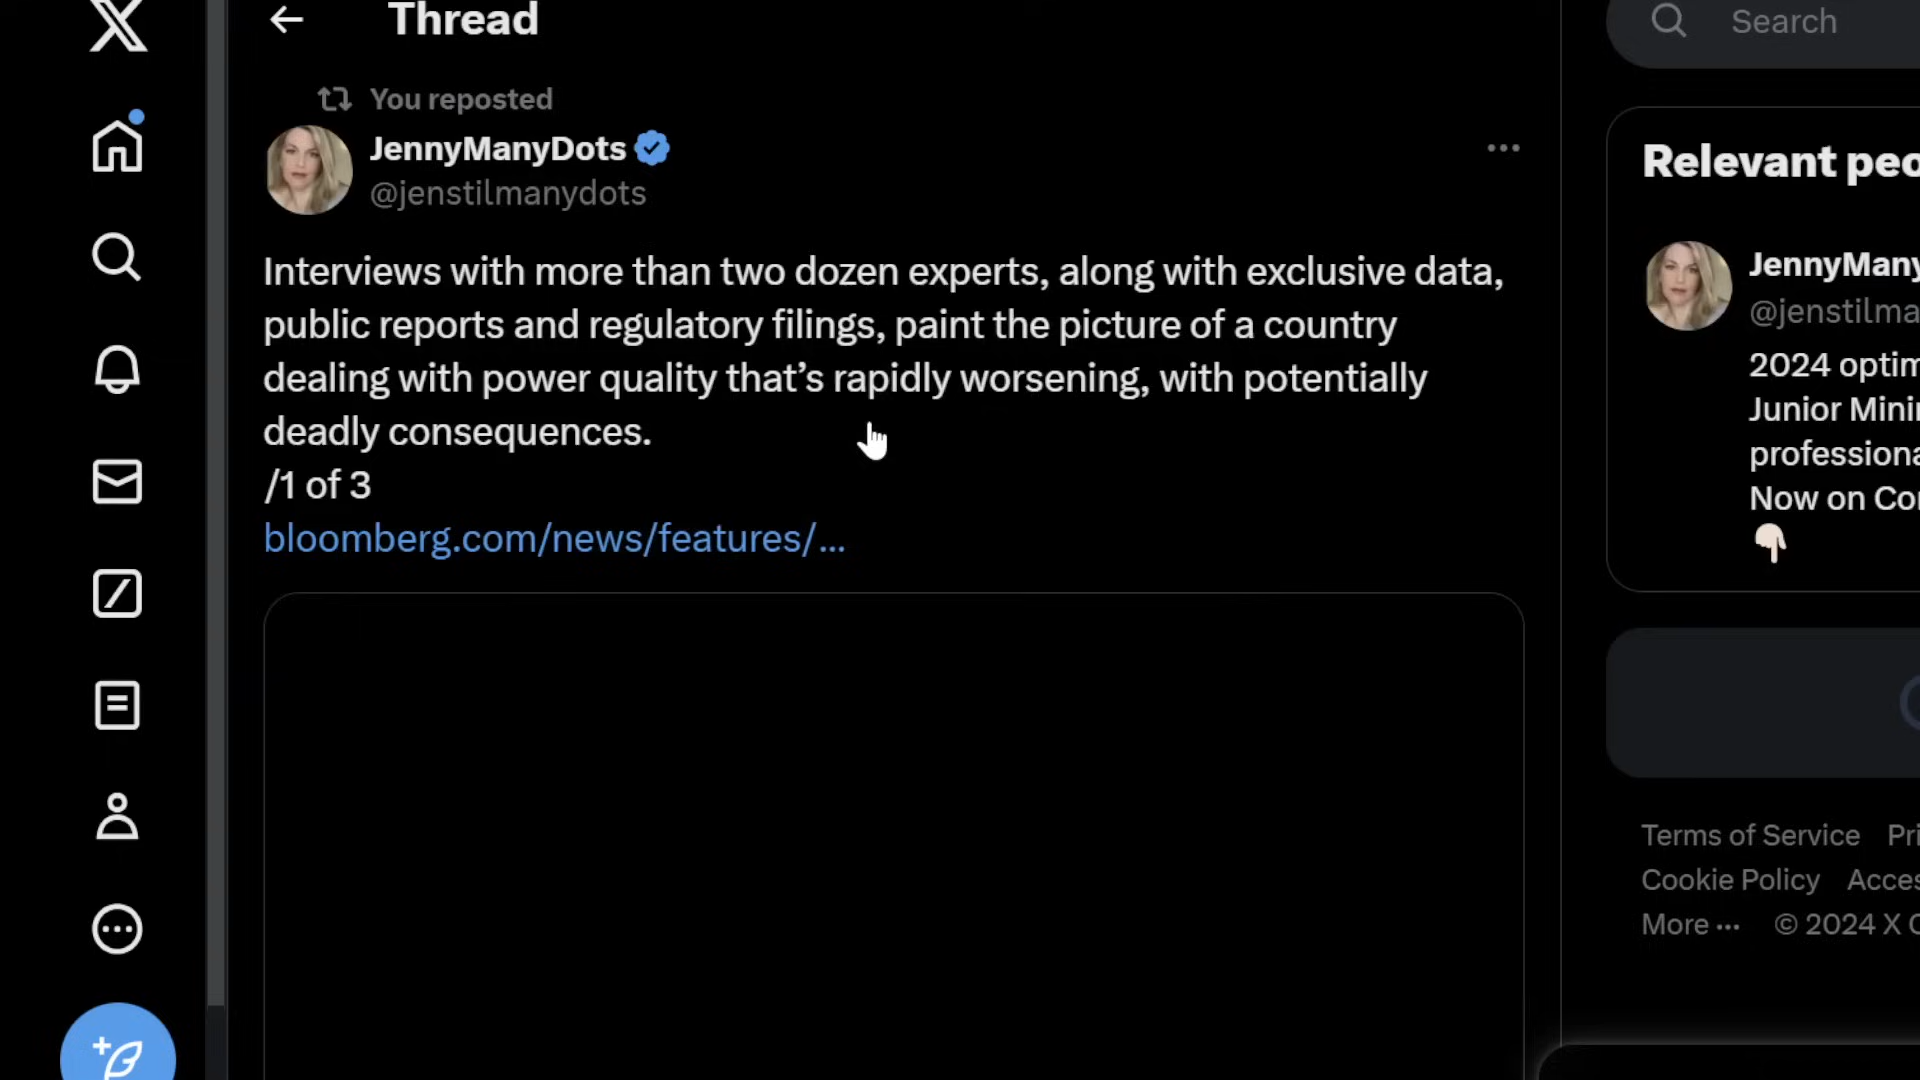 Thread
Search
You reposted
JennyManyDots
@jenstilmanydots
Interviews with more than two dozen experts, along with exclusive data,
public reports and regulatory filings, paint the picture of a country
dealing with power quality that’s rapidly worsening, with potentially
deadly consequences.
/1 of 3
bloomberg.com/news/features/...
Relevant peo
JennyMany
@jenstilma
2024 optim
Junior Minin
professiona
Now on Co
Terms of Service Pri
Cookie Policy Acces
More ··· © 2024 X C